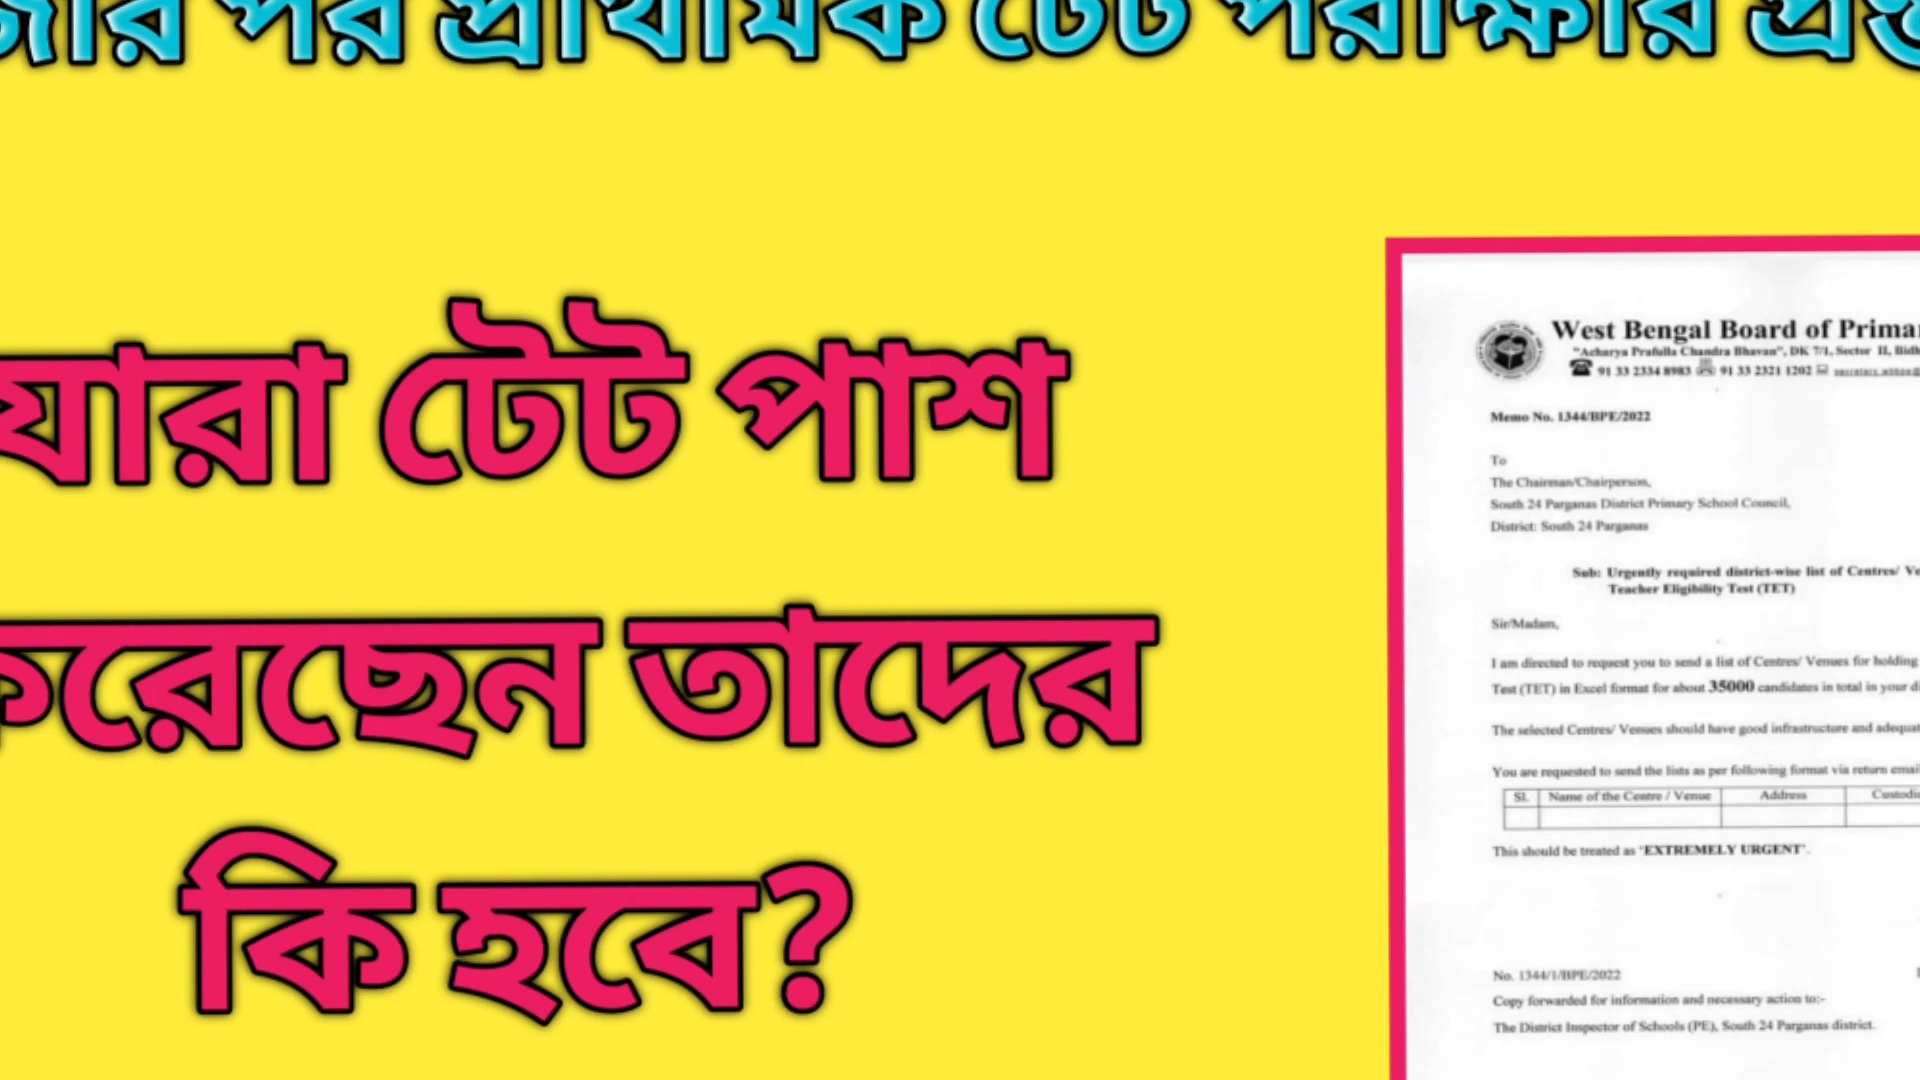 পর প্রাথমিক টেট পরীক্ষার
যারা টেট পাশ
করেছেন তাদের
কি হবে?
West Bengal Board of
"Acharya Prafulla Chandra Bhavan", DK 7/1, Sector II,
91 33 2334 8983 91 33 2321 1202
Memo No. 1344/BPE/2022
To
The Chairman/Chairperson,
South 24 Parganas District Primary School Council,
District: South 24 Parganas
Sub: Urgently required district-wise list of Centres/
Teacher Eligibility Test (TET)
Sir/Madam,
I am directed to request you to send a list of Centres/ Venues for holding
Test (TET) in Excel format for about 35000 candidates in total in your
The selected Centres/ Venues should have good infrastructure and
You are requested to send the lists as per following format via return
Sl. Name of the Centre / Venue Address
This should be treated as "EXTREMELY URGENT".
No. 1344/1/BPE/2022
Copy forwarded for information and necessary action to:-
The District Inspector of Schools (PE), South 24 Parganas district.